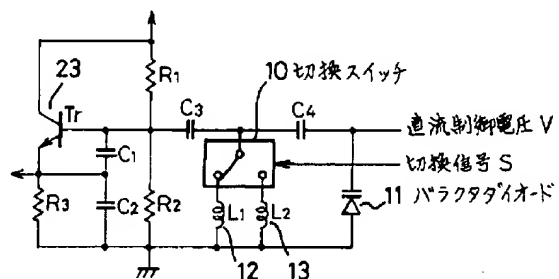 23
Tr
R1
C1
C2
R3
R2
C3
10 切換スイッチ
C4
直流制御電圧 V
切換信号 S
11 バラクタダイオード
L1
L2
12
13